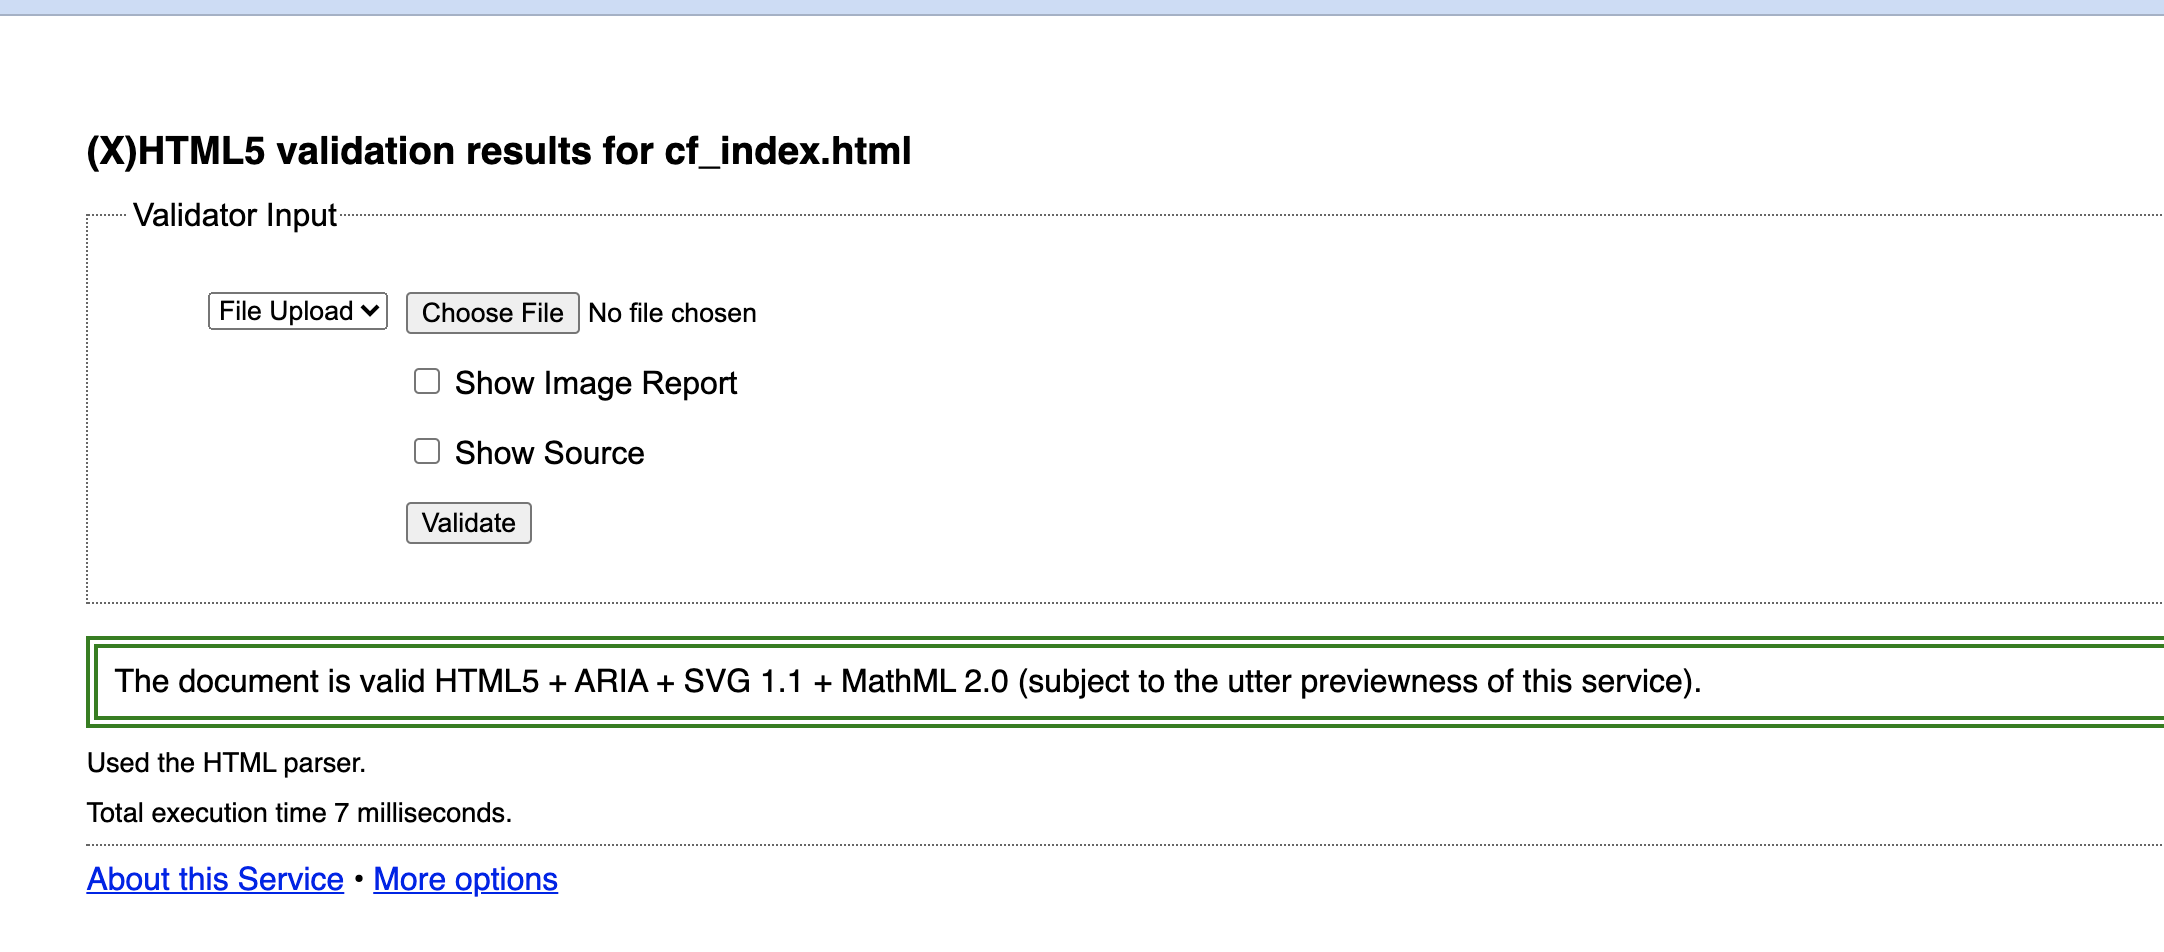 (X)HTML5 validation results for cf_index.html
Validator Input
File Upload Choose File No file chosen
Show Image Report
Show Source
Validate
The document is valid HTML5 + ARIA + SVG 1.1 + MathML 2.0 (subject to the utter previewness of this service).
Used the HTML parser.
Total execution time 7 milliseconds.
About this Service • More options